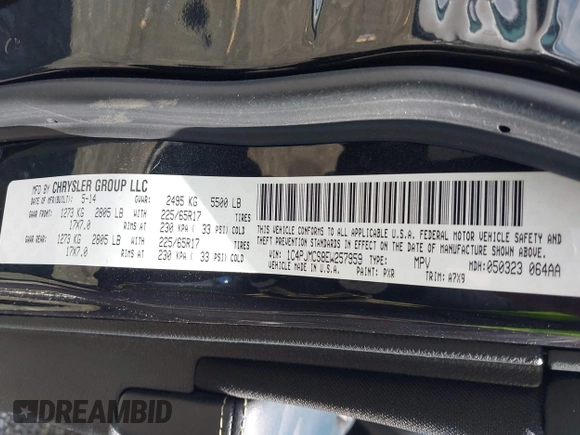 MFD BY CHRYSLER GROUP LLC
DATE OF MFR(BUILT): 5-14 GVWR: 2495 KG 5500 LB
GAWR FRONT: 1273 KG 2805 LB WITH 225/65R17 TIRES
17X7.0 RIMS AT 230 KPA ( 33 PSI) COLD
GAWR REAR: 1273 KG 2805 LB WITH 225/65R17 TIRES
17X7.0 RIMS AT 230 KPA ( 33 PSI) COLD
THIS VEHICLE CONFORMS TO ALL APPLICABLE U.S.A. FEDERAL MOTOR VEHICLE SAFETY AND
THEFT PREVENTION STANDARDS IN EFFECT ON THE DATE OF MANUFACTURE SHOWN ABOVE.
VIN: 1C4PJMCS8EW257959 TYPE: MPV MDH: 050323 064AA
VEHICLE MADE IN U.S.A. PAINT: PXR TRIM: A7X9
DREAMBID